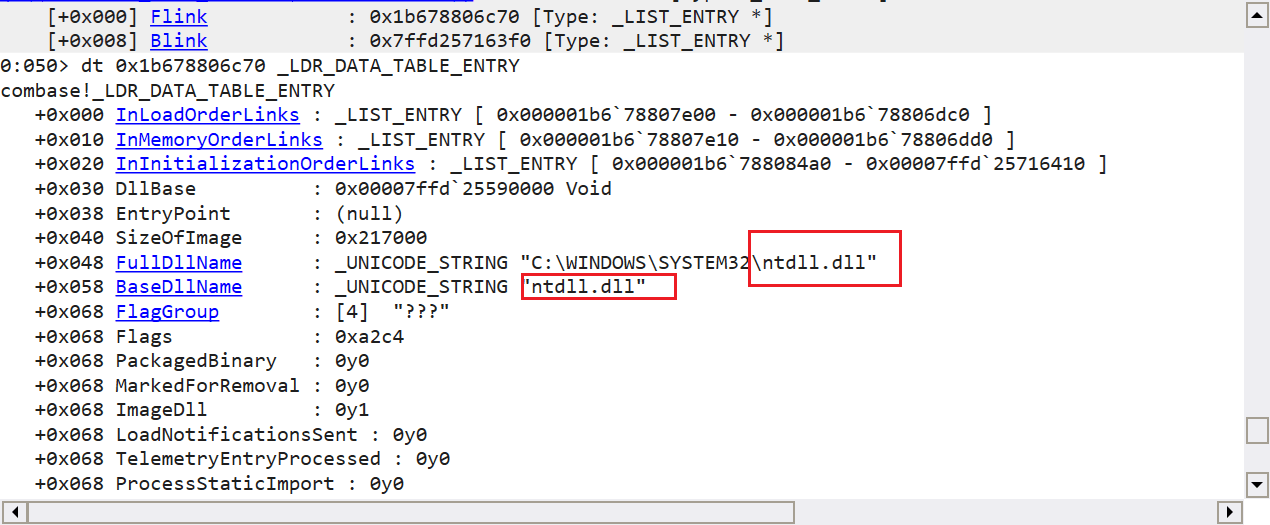 [+0x000] Flink : 0x1b678806c70 [Type: _LIST_ENTRY *]
[+0x008] Blink : 0x7ffd257163f0 [Type: _LIST_ENTRY *]
0:050> dt 0x1b678806c70 _LDR_DATA_TABLE_ENTRY
combase!_LDR_DATA_TABLE_ENTRY
+0x000 InLoadOrderLinks : _LIST_ENTRY [ 0x000001b6`78807e00 - 0x000001b6`78806dc0 ]
+0x010 InMemoryOrderLinks : _LIST_ENTRY [ 0x000001b6`78807e10 - 0x000001b6`78806dd0 ]
+0x020 InInitializationOrderLinks : _LIST_ENTRY [ 0x000001b6`788084a0 - 0x00007ffd`25716410 ]
+0x030 DllBase : 0x00007ffd`25590000 Void
+0x038 EntryPoint : (null)
+0x040 SizeOfImage : 0x217000
+0x048 FullDllName : _UNICODE_STRING "C:\WINDOWS\SYSTEM32\ntdll.dll"
+0x058 BaseDllName : _UNICODE_STRING "ntdll.dll"
+0x068 FlagGroup : [4] "???"
+0x068 Flags : 0xa2c4
+0x068 PackagedBinary : 0y0
+0x068 MarkedForRemoval : 0y0
+0x068 ImageDll : 0y1
+0x068 LoadNotificationsSent : 0y0
+0x068 TelemetryEntryProcessed : 0y0
+0x068 ProcessStaticImport : 0y0